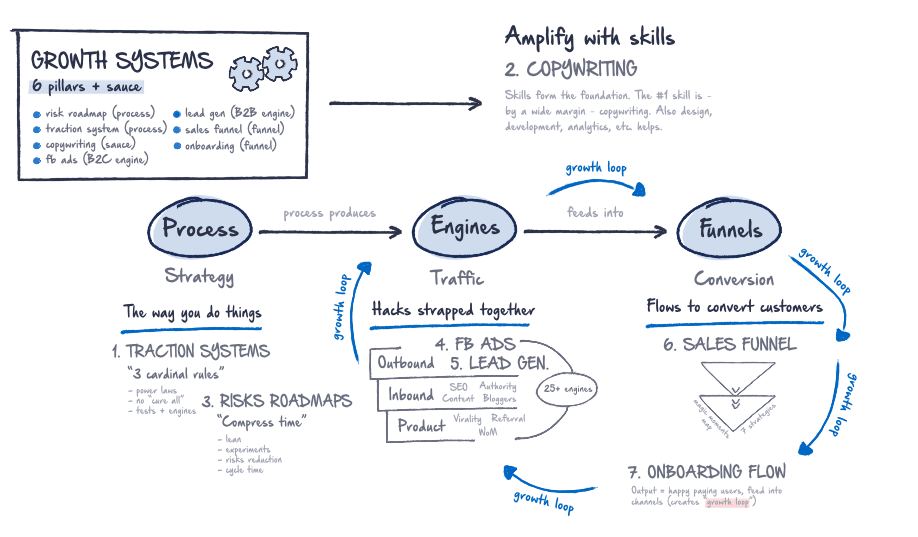 GROWTH SYSTEMS
6 pillars + sauce
risk roadmap (process)
traction system (process)
copywriting (sauce)
fb ads (B2C engine)
lead gen (B2B engine)
sales funnel (funnel)
onboarding (funnel)
Amplify with skills
2. COPYWRITING
Skills form the foundation. The #1 skill is -
by a wide margin - copywriting. Also design,
development, analytics, etc. helps.
growth loop
Process
process produces
Engines
feeds into
Funnels
Strategy
Traffic
Conversion
growth loop
growth loop
The way you do things
Hacks strapped together
Flows to convert customers
1. TRACTION SYSTEMS
"3 cardinal rules"
- power laws
- no "cure all"
- tests + engines
3. RISKS ROADMAPS
"Compress time"
- lean
- experiments
- risks reduction
- cycle time
4. FB ADS
Outbound
5. LEAD GEN.
Inbound
SEO Authority
Content Bloggers
Product
Virality Referral
WoM
25+ engines
6. SALES FUNNEL
magic moments
map
7 strategies
growth loop
7. ONBOARDING FLOW
Output = happy paying users, feed into
channels (creates "growth loop")
growth loop